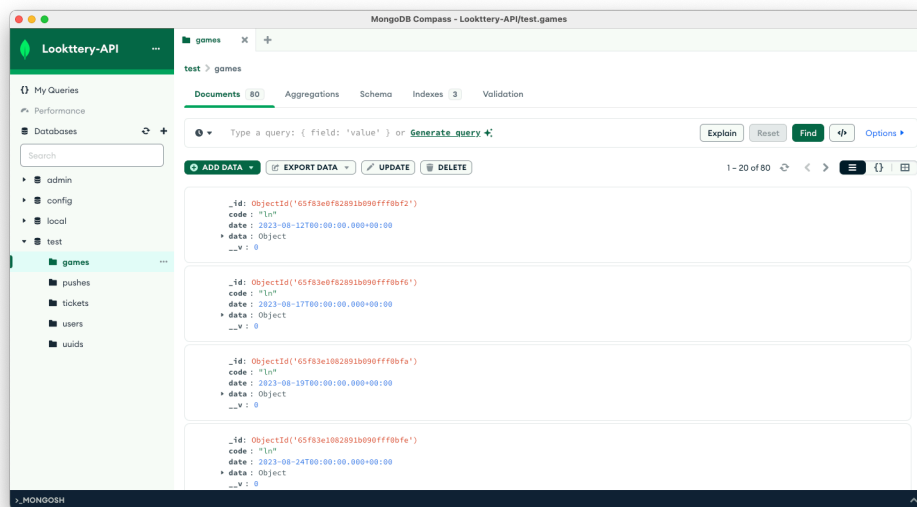 MongoDB Compass - Lookttery-API/test.games
Lookttery-API
games
test > games
{} My Queries
Performance
Databases
Search
admin
config
local
test
games
pushes
tickets
users
uuids
Documents 80 Aggregations Schema Indexes 3 Validation
Type a query: { field: 'value' } or Generate query
Explain Reset Find </> Options
ADD DATA EXPORT DATA UPDATE DELETE
1 – 20 of 80 {}
_id: ObjectId('65f83e0f82891b090fff0bf2')
code : "ln"
date : 2023-08-12T00:00:00.000+00:00
data : Object
__v : 0
_id: ObjectId('65f83e0f82891b090fff0bf6')
code : "ln"
date : 2023-08-17T00:00:00.000+00:00
data : Object
__v : 0
_id: ObjectId('65f83e1082891b090fff0bfa')
code : "ln"
date : 2023-08-19T00:00:00.000+00:00
data : Object
__v : 0
_id: ObjectId('65f83e1082891b090fff0bfe')
code : "ln"
date : 2023-08-24T00:00:00.000+00:00
data : Object
__v : 0
>_MONGOSH